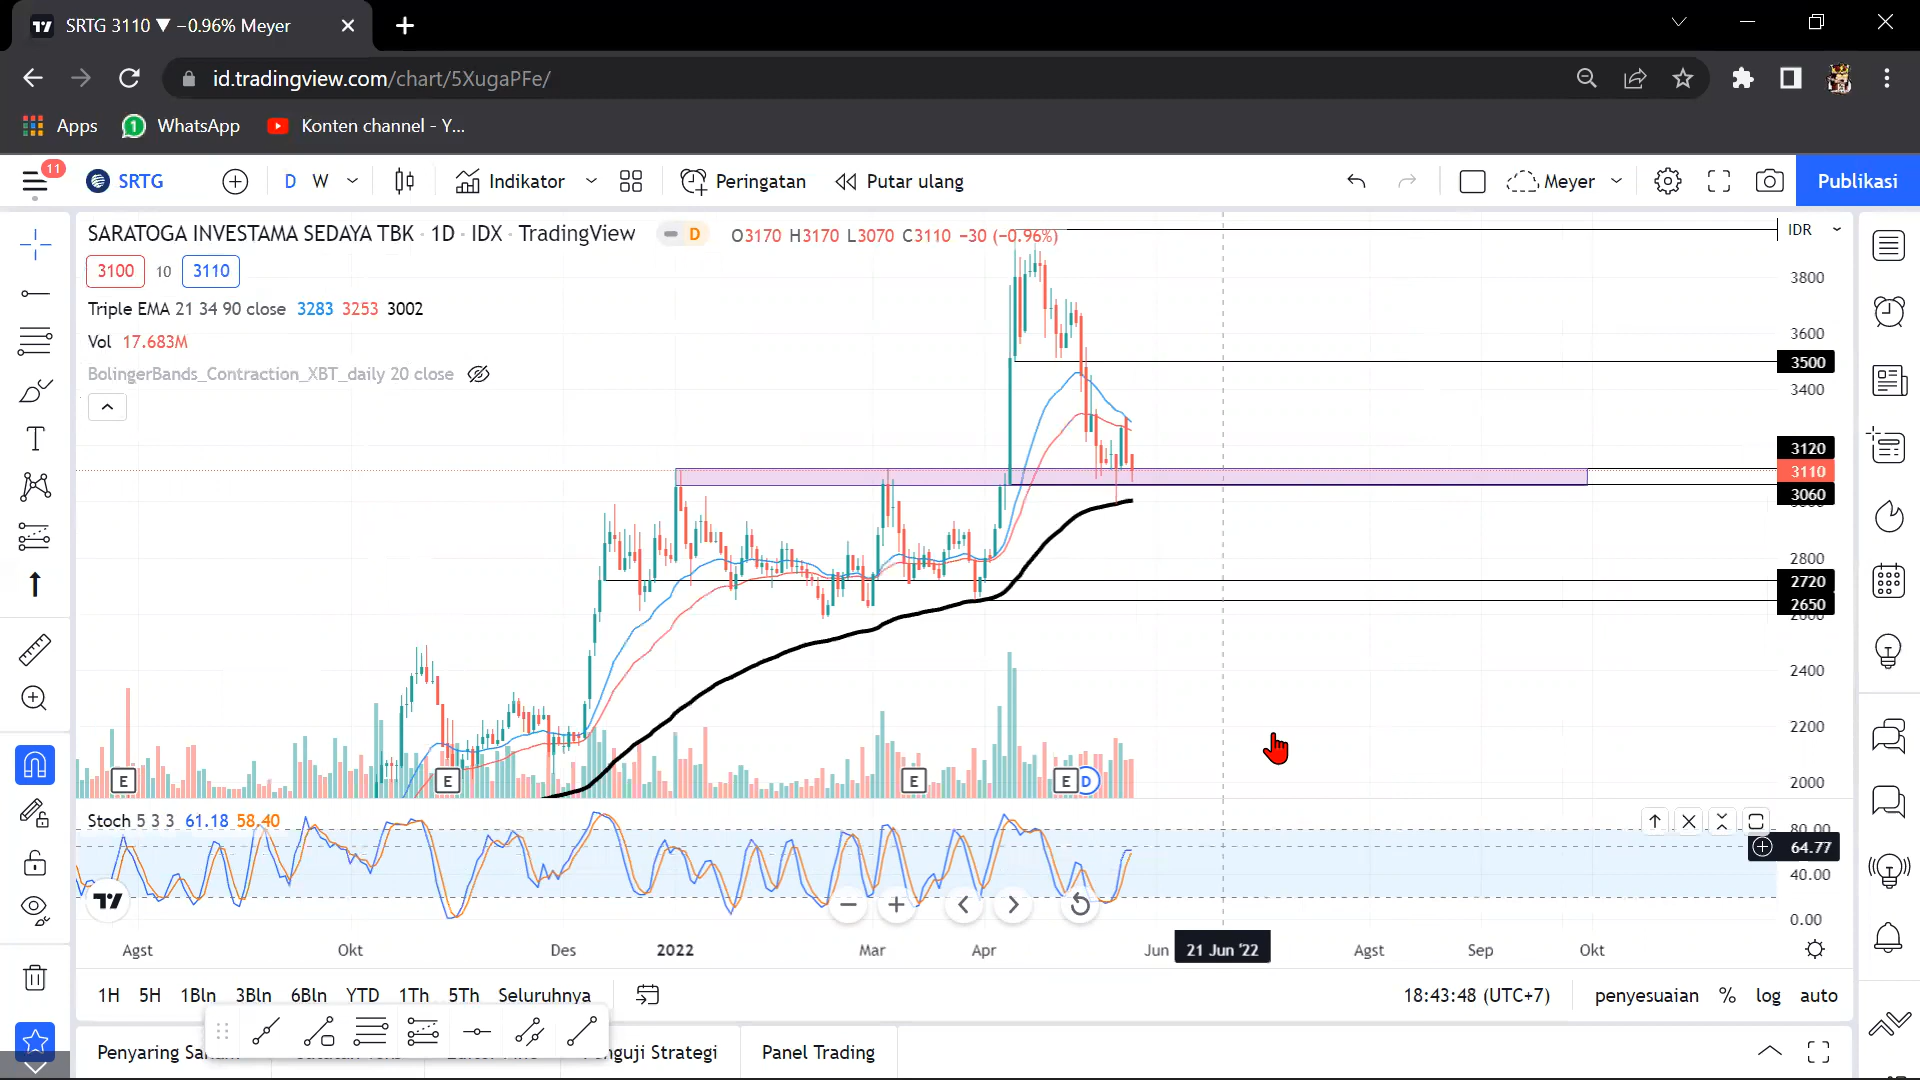 SRTG 3110 ▼ −0.96% Meyer
id.tradingview.com/chart/5XugaPFe/
Apps
WhatsApp
Konten channel - Y...
11
SRTG
D
W
Indikator
Peringatan
Putar ulang
Meyer
Publikasi
SARATOGA INVESTAMA SEDAYA TBK · 1D · IDX · TradingView
D
O3170 H3170 L3070 C3110 −30 (−0.96%)
IDR
3100
10
3110
Triple EMA 21 34 90 close 3283 3253 3002
Vol 17.683M
BolingerBands_Contraction_XBT_daily 20 close
3800
3600
3500
3400
3120
3110
3060
2800
2720
2650
2400
2200
2000
E
E
E
E
D
Stoch 5 3 3 61.18 58.40
80.00
64.77
40.00
0.00
Agst
Okt
Des
2022
Mar
Apr
Jun
21 Jun '22
Agst
Sep
Okt
1H
5H
1Bln
3Bln
6Bln
YTD
1Th
5Th
Seluruhnya
18:43:48 (UTC+7)
penyesuaian
%
log
auto
Penyaring
Strategi
Panel Trading